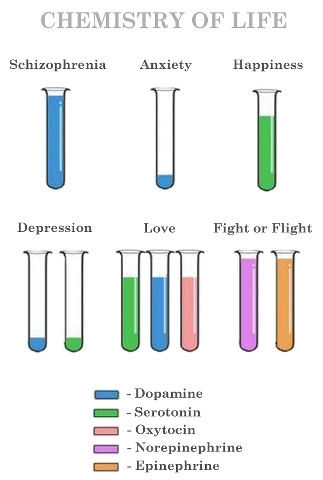 CHEMISTRY OF LIFE
Schizophrenia Anxiety Happiness
Depression Love Fight or Flight
- Dopamine
- Serotonin
- Oxytocin
- Norepinephrine
- Epinephrine